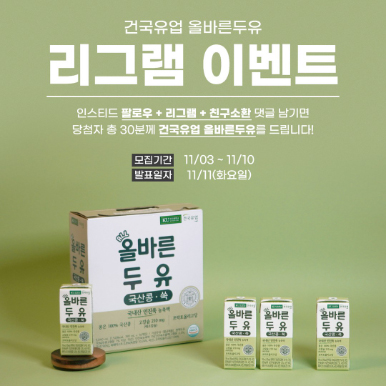 건국유업 올바른두유
리그램 이벤트
인스티드 팔로우 + 리그램 + 친구소환 댓글 남기면
당첨자 총 30분께 건국유업 올바른두유를 드립니다!
모집기간 11/03 ~ 11/10
발표일자 11/11(화요일)
올바른
두유
국산콩·쑥
올바른
두유
국산콩·쑥
올바른
두유
올바른
두유
올바른
두유